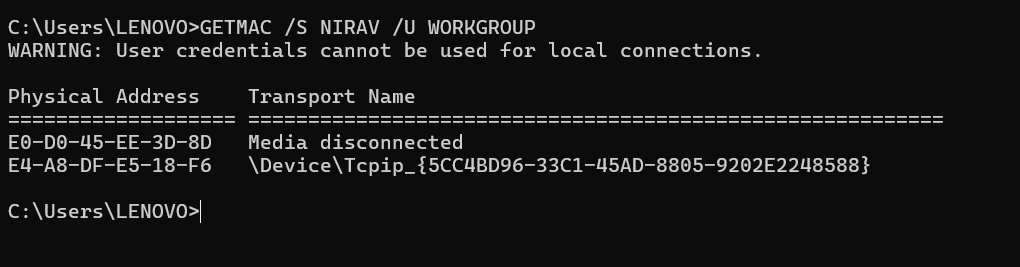 C:\Users\LENOVO>GETMAC /S NIRAV /U WORKGROUP
WARNING: User credentials cannot be used for local connections.
Physical Address    Transport Name
=================== ==========================================================
E0-D0-45-EE-3D-8D   Media disconnected
E4-A8-DF-E5-18-F6   \Device\Tcpip_{5CC4BD96-33C1-45AD-8805-9202E2248588}
C:\Users\LENOVO>